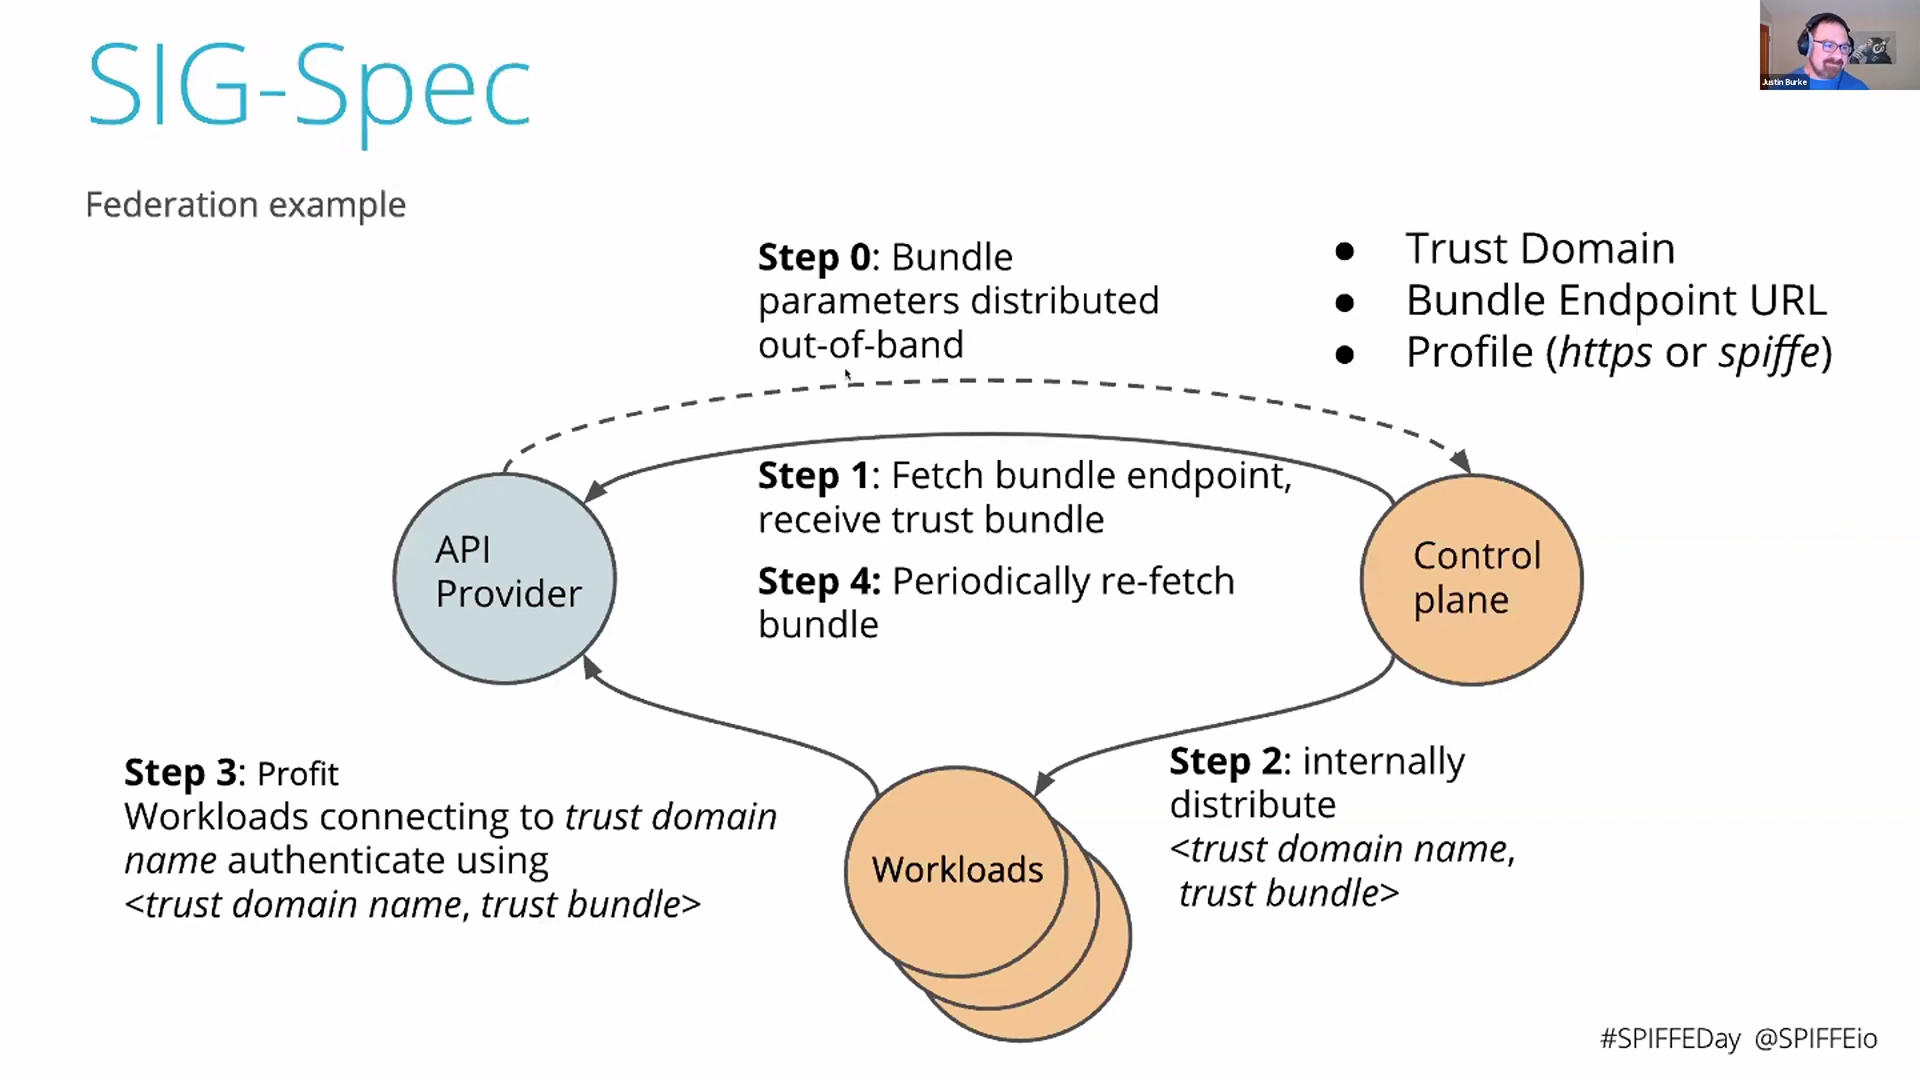 SIG-Spec
Justin Burke
Federation example
Step 0: Bundle
parameters distributed
out-of-band
● Trust Domain
● Bundle Endpoint URL
● Profile (https or spiffe)
Step 1: Fetch bundle endpoint,
receive trust bundle
Step 4: Periodically re-fetch
bundle
API
Provider
Control
plane
Step 3: Profit
Workloads connecting to trust domain
name authenticate using
<trust domain name, trust bundle>
Workloads
Step 2: internally
distribute
<trust domain name,
trust bundle>
#SPIFFEDay @SPIFFEio